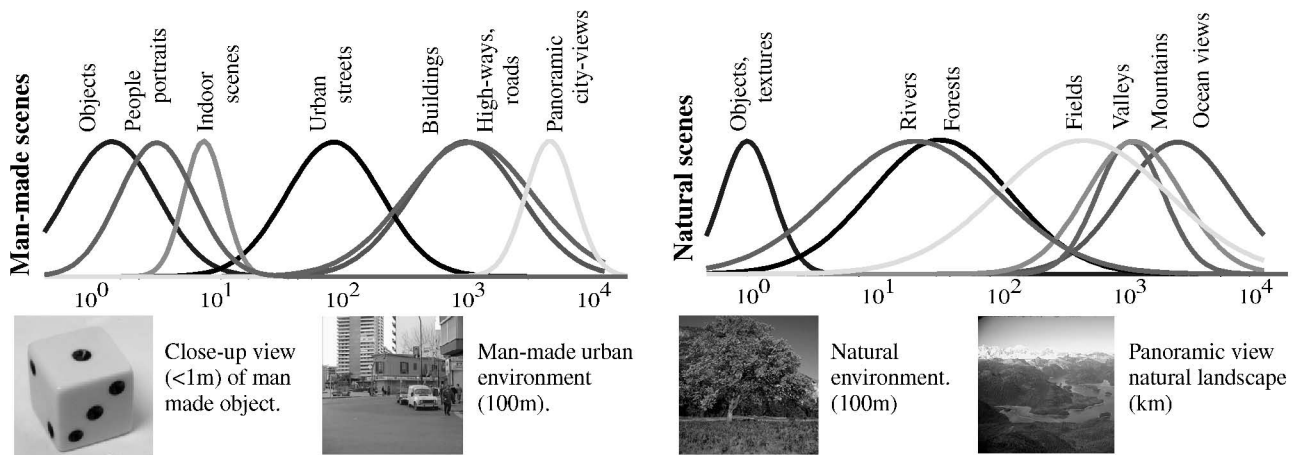 Man-made scenes
Objects
People
portraits
Indoor
scenes
Urban
streets
Buildings
High-ways,
roads
Panoramic
city-views
10^0
10^1
10^2
10^3
10^4
Close-up view
(<1m) of man
made object.
Man-made urban
environment
(100m).
Natural scenes
Objects,
textures
Rivers
Forests
Fields
Valleys
Mountains
Ocean views
10^0
10^1
10^2
10^3
10^4
Natural
environment.
(100m)
Panoramic view
natural landscape
(km)